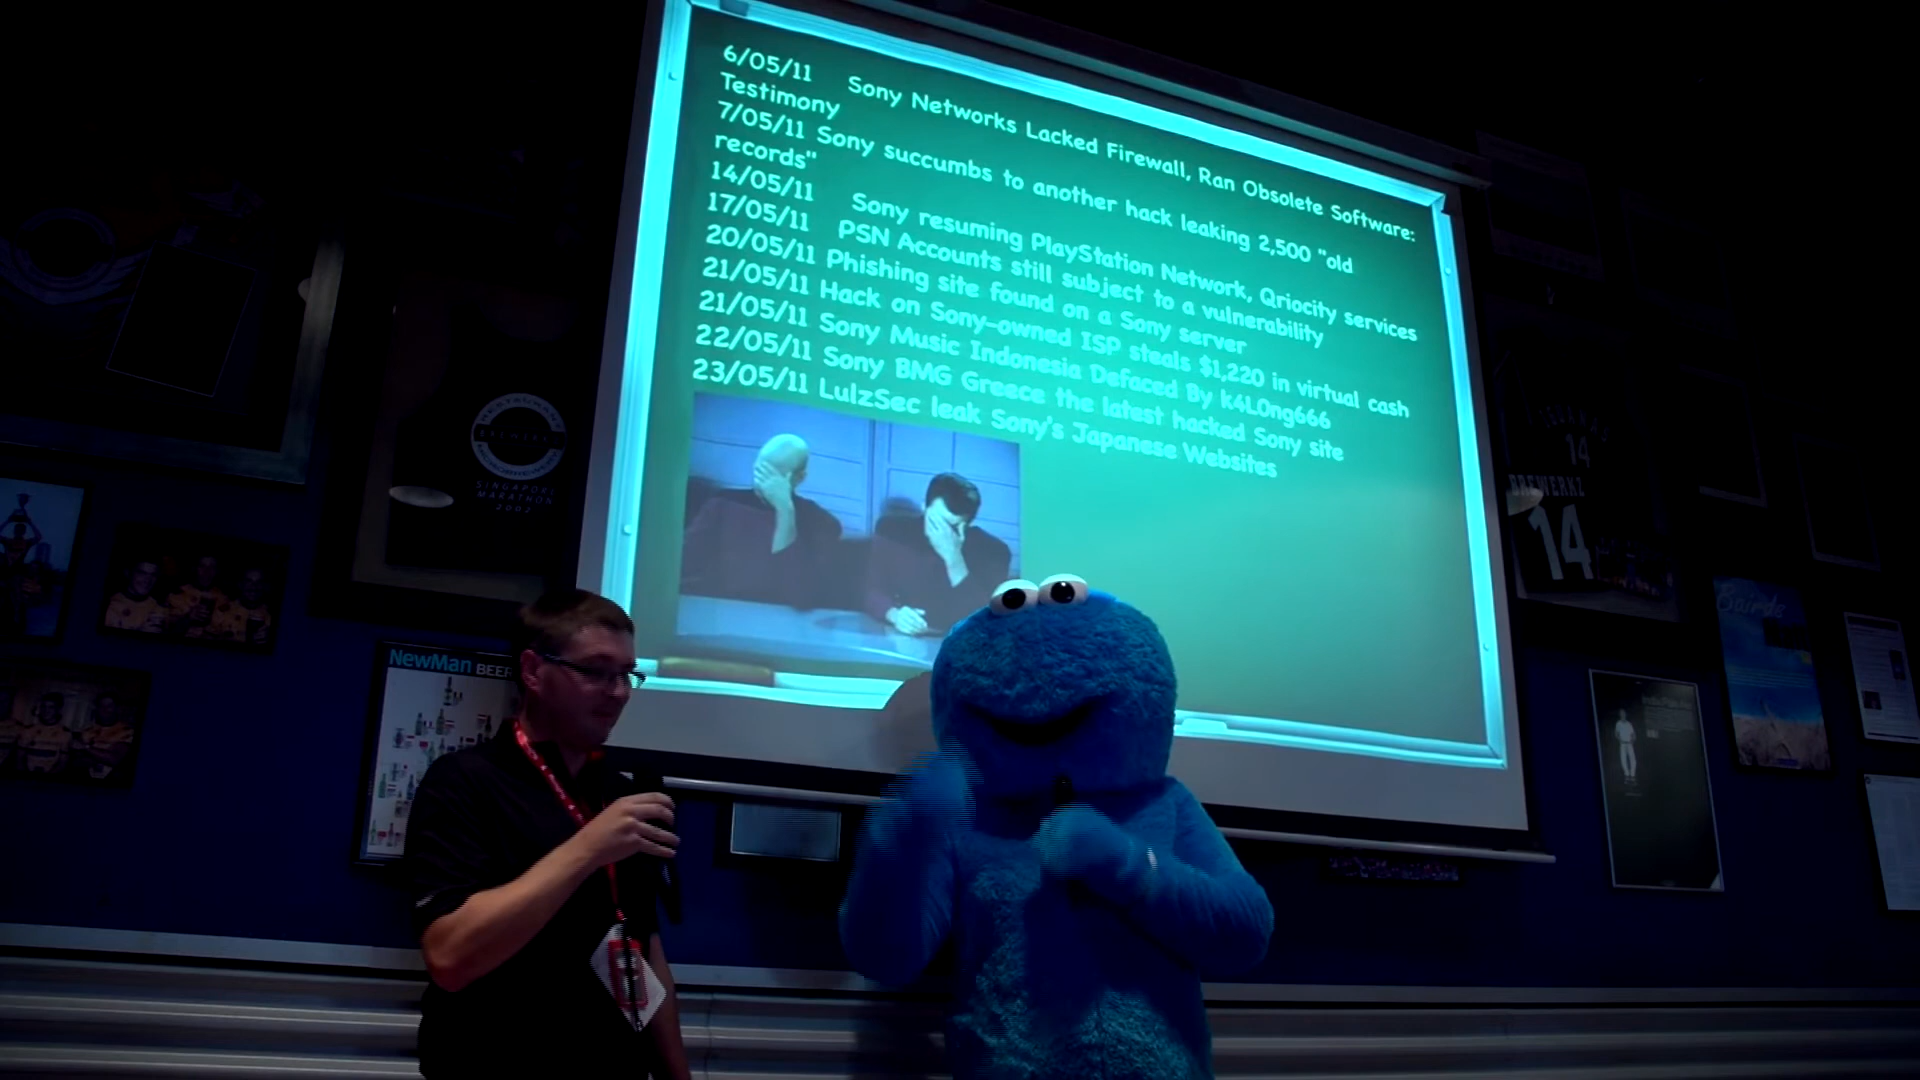 6/05/11 Sony Networks Lacked Firewall, Ran Obsolete Software:
Testimony
7/05/11 Sony succumbs to another hack leaking 2,500 "old
records"
14/05/11 Sony resuming PlayStation Network, Qriocity services
17/05/11 PSN Accounts still subject to a vulnerability
20/05/11 Phishing site found on a Sony server
21/05/11 Hack on Sony-owned ISP steals $1,220 in virtual cash
21/05/11 Sony Music Indonesia Defaced By k4L0ng666
22/05/11 Sony BMG Greece the latest hacked Sony site
23/05/11 LulzSec leak Sony's Japanese Websites
SINGAPORE
MARATHON
2002
NewMan BEER
14
BREWERKZ
14
Bairds